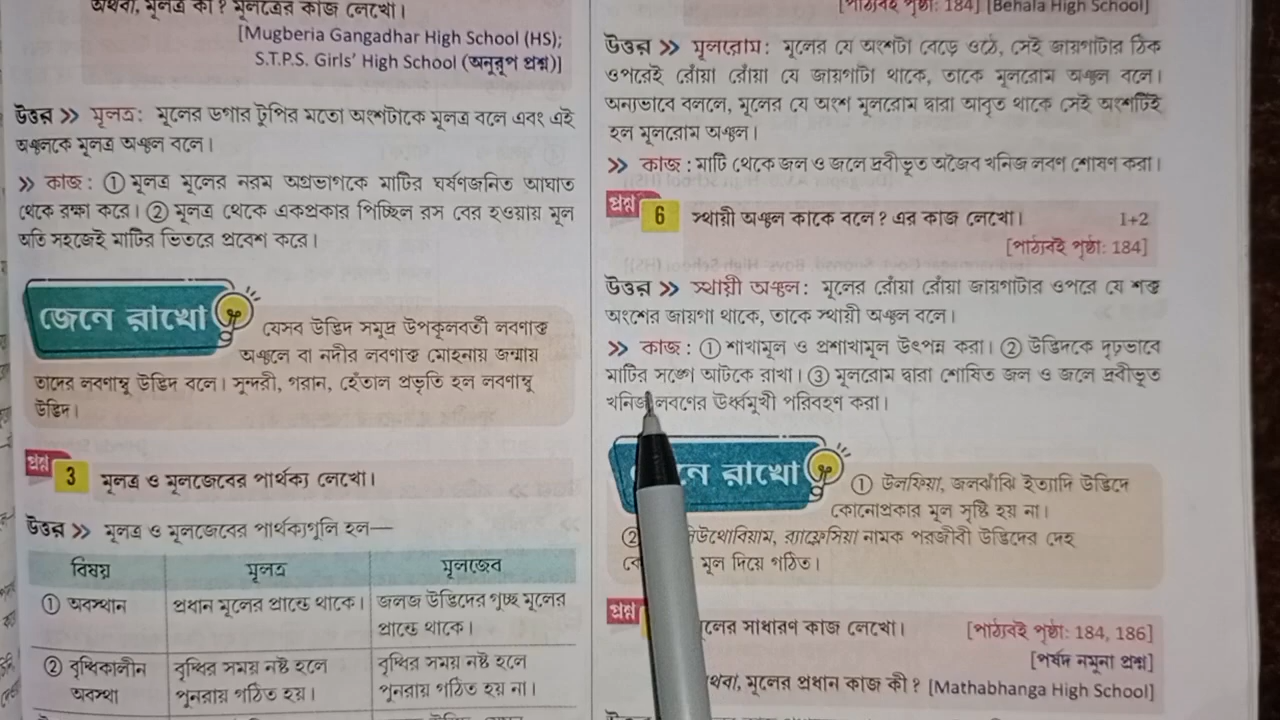 অথবা, মূলত্র কী? মূলত্রের কাজ লেখো।
[Mugberia Gangadhar High School (HS);
S.T.P.S. Girls' High School (অনুরূপ প্রশ্ন)]
উত্তর >> মূলত্র: মূলের ডগার টুপির মতো অংশটাকে মূলত্র বলে এবং এই
অঞ্চলকে মূলত্র অঞ্চল বলে।
>> কাজ: ① মূলত্র মূলের নরম অগ্রভাগকে মাটির ঘর্ষণজনিত আঘাত
থেকে রক্ষা করে। ② মূলত্র থেকে একপ্রকার পিচ্ছিল রস বের হওয়ায় মূল
অতি সহজেই মাটির ভিতরে প্রবেশ করে।
জেনে রাখো
যেসব উদ্ভিদ সমুদ্র উপকূলবর্তী লবণাক্ত
অঞ্চলে বা নদীর লবণাক্ত মোহনায় জন্মায়
তাদের লবণাম্বু উদ্ভিদ বলে। সুন্দরী, গরান, হেঁতাল প্রভৃতি হল লবণাম্বু
উদ্ভিদ।
প্রশ্ন 3 মূলত্র ও মূলজেবের পার্থক্য লেখো।
উত্তর >> মূলত্র ও মূলজেবের পার্থক্যগুলি হল—
বিষয় মূলত্র মূলজেব
① অবস্থান প্রধান মূলের প্রান্তে থাকে। জলজ উদ্ভিদের গুচ্ছ মূলের
প্রান্তে থাকে।
② বৃদ্ধিকালীন বৃদ্ধির সময় নষ্ট হলে বৃদ্ধির সময় নষ্ট হলে
অবস্থা পুনরায় গঠিত হয়। পুনরায় গঠিত হয় না।
[পাঠ্যবই পৃষ্ঠা: 184] [Behala High School]
উত্তর >> মূলরোম: মূলের যে অংশটা বেড়ে ওঠে, সেই জায়গাটার ঠিক
ওপরেই রোঁয়া রোঁয়া যে জায়গাটা থাকে, তাকে মূলরোম অঞ্চল বলে।
অন্যভাবে বললে, মূলের যে অংশ মূলরোম দ্বারা আবৃত থাকে সেই অংশটিই
হল মূলরোম অঞ্চল।
>> কাজ: মাটি থেকে জল ও জলে দ্রবীভূত অজৈব খনিজ লবণ শোষণ করা।
প্রশ্ন 6 স্থায়ী অঞ্চল কাকে বলে? এর কাজ লেখো। 1+2
[পাঠ্যবই পৃষ্ঠা: 184]
উত্তর >> স্থায়ী অঞ্চল: মূলের রোঁয়া রোঁয়া জায়গাটার ওপরে যে শক্ত
অংশের জায়গা থাকে, তাকে স্থায়ী অঞ্চল বলে।
>> কাজ: ① শাখামূল ও প্রশাখামূল উৎপন্ন করা। ② উদ্ভিদকে দৃঢ়ভাবে
মাটির সঙ্গে আটকে রাখা। ③ মূলরোম দ্বারা শোষিত জল ও জলে দ্রবীভূত
খনিজ লবণের ঊর্ধ্বমুখী পরিবহণ করা।
নে রাখো
① উলফিয়া, জলঝাঁঝি ইত্যাদি উদ্ভিদে
কোনোপ্রকার মূল সৃষ্টি হয় না।
② উথোবিয়াম, র‍্যাফ্লেসিয়া নামক পরজীবী উদ্ভিদের দেহ
মূল দিয়ে গঠিত।
প্রশ্ন লের সাধারণ কাজ লেখো। [পাঠ্যবই পৃষ্ঠা: 184, 186]
[পর্ষদ নমুনা প্রশ্ন]
থবা, মূলের প্রধান কাজ কী? [Mathabhanga High School]